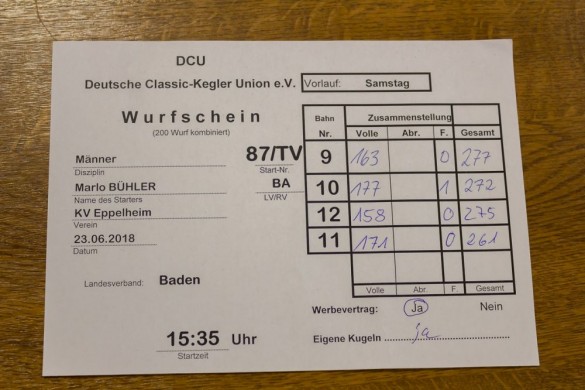 DCU
Deutsche Classic-Kegler Union e.V.
Vorlauf: Samstag
Wurfschein
(200 Wurf kombiniert)
Männer
Disziplin
87/TV
Start-Nr.
Marlo BÜHLER
Name des Starters
BA
LV/RV
KV Eppelheim
Verein
23.06.2018
Datum
Landesverband: Baden
15:35 Uhr
Startzeit
Bahn Zusammenstellung
Nr. Volle Abr. F. Gesamt
9 163 0 277
10 177 1 272
12 158 0 275
11 171 0 261
Volle Abr. F. Gesamt
Werbevertrag: Ja Nein
Eigene Kugeln ja